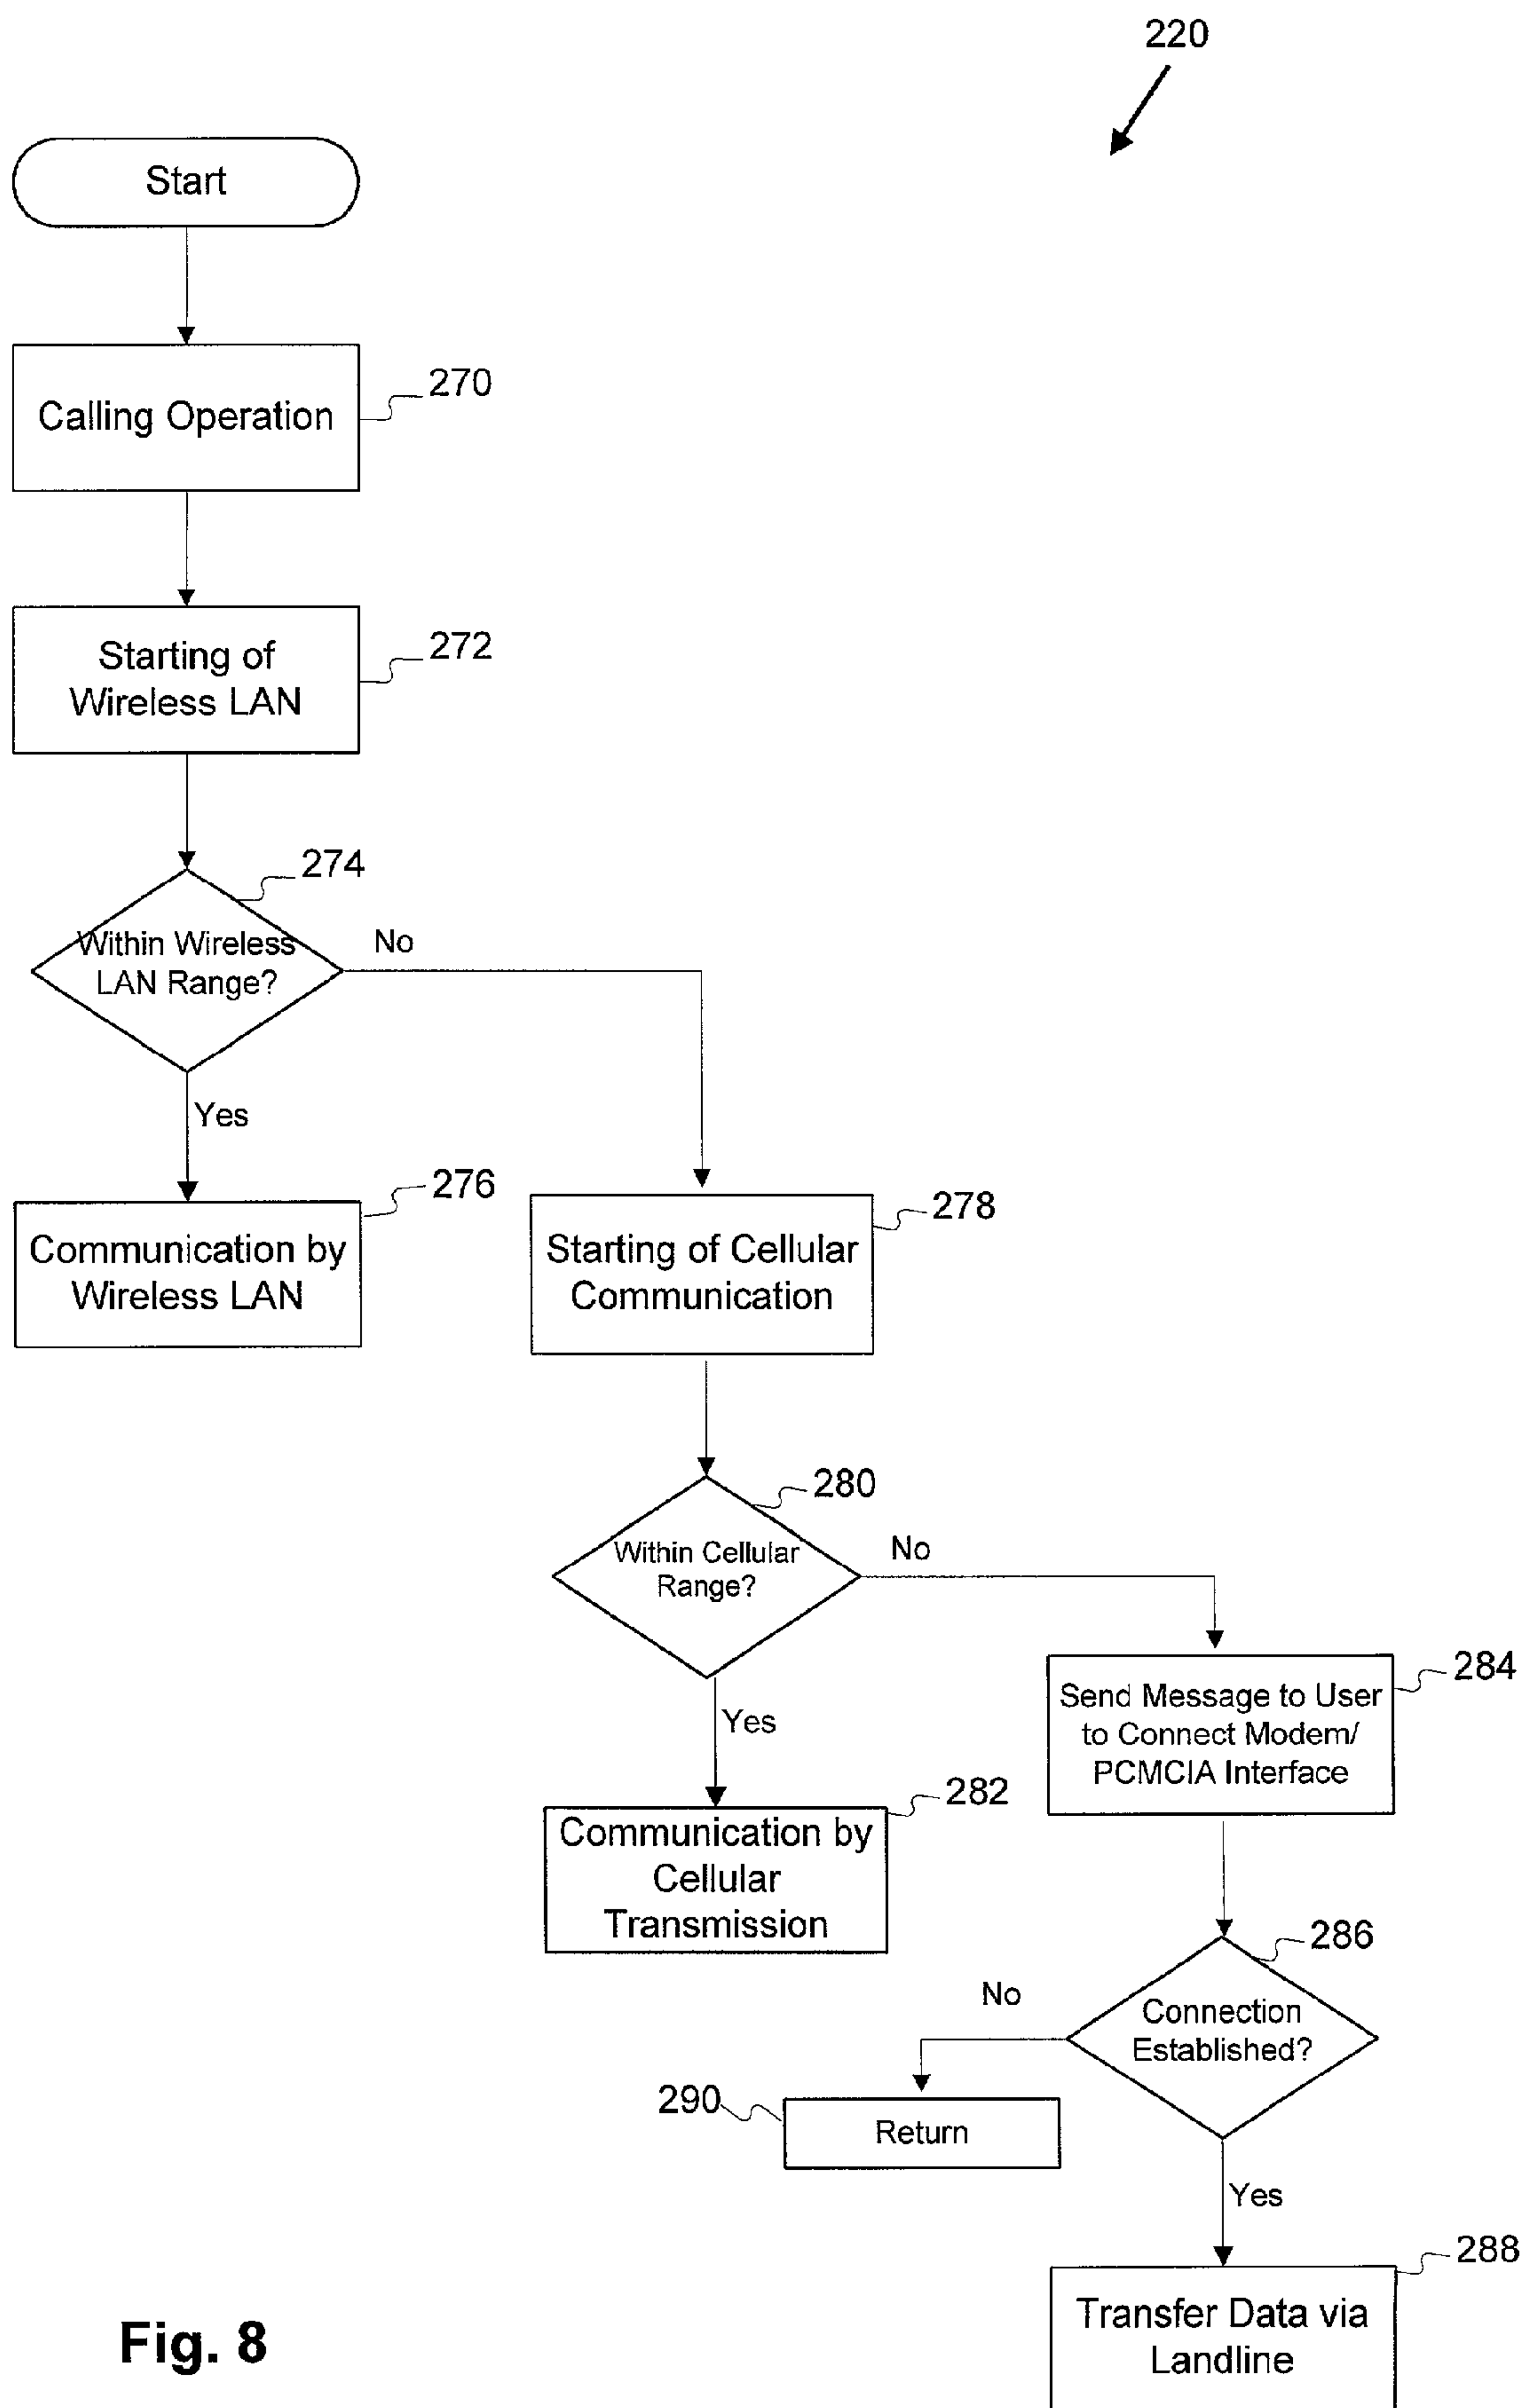 220
Start
Calling Operation
270
Starting of
Wireless LAN
272
274
Within Wireless
LAN Range?
No
Yes
276
Communication by
Wireless LAN
278
Starting of Cellular
Communication
280
Within Cellular
Range?
No
Yes
284
Send Message to User
to Connect Modem/
PCMCIA Interface
282
Communication by
Cellular
Transmission
286
Connection
Established?
No
290
Return
Yes
288
Transfer Data via
Landline
Fig. 8